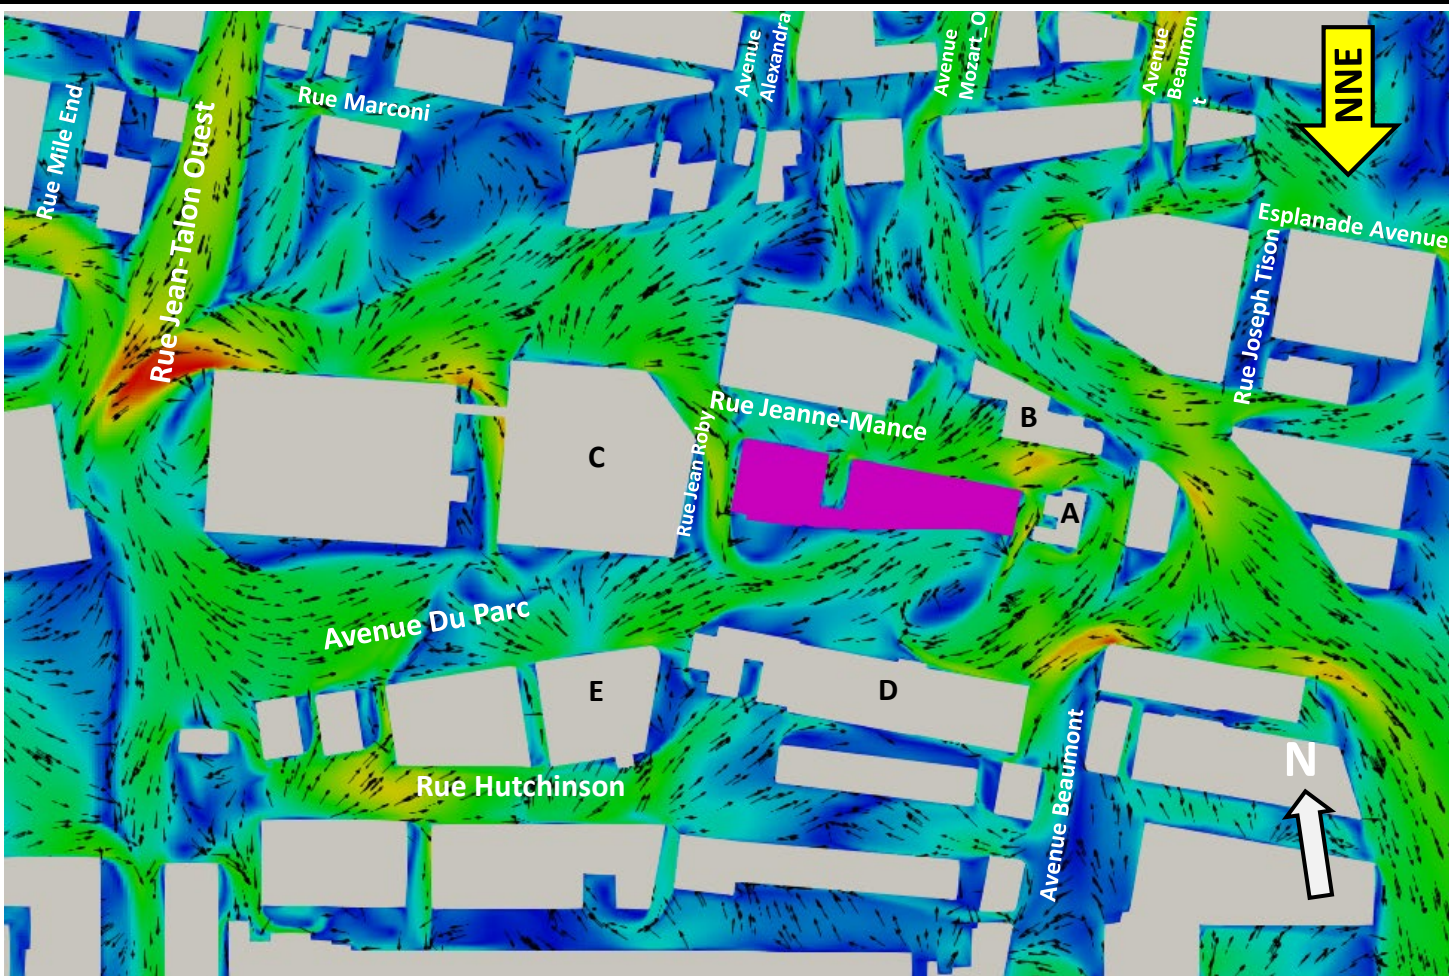 Avenue
Alexandra
Avenue
Mozart_O
Avenue
Beaumon
t
NNE
Rue Mile End
Rue Marconi
Rue Jean-Talon Ouest
Esplanade Avenue
Rue Joseph Tison
Rue Jeanne-Mance
B
C
Rue Jean Roby
A
Avenue Du Parc
E
D
Rue Hutchinson
Avenue Beaumont
N